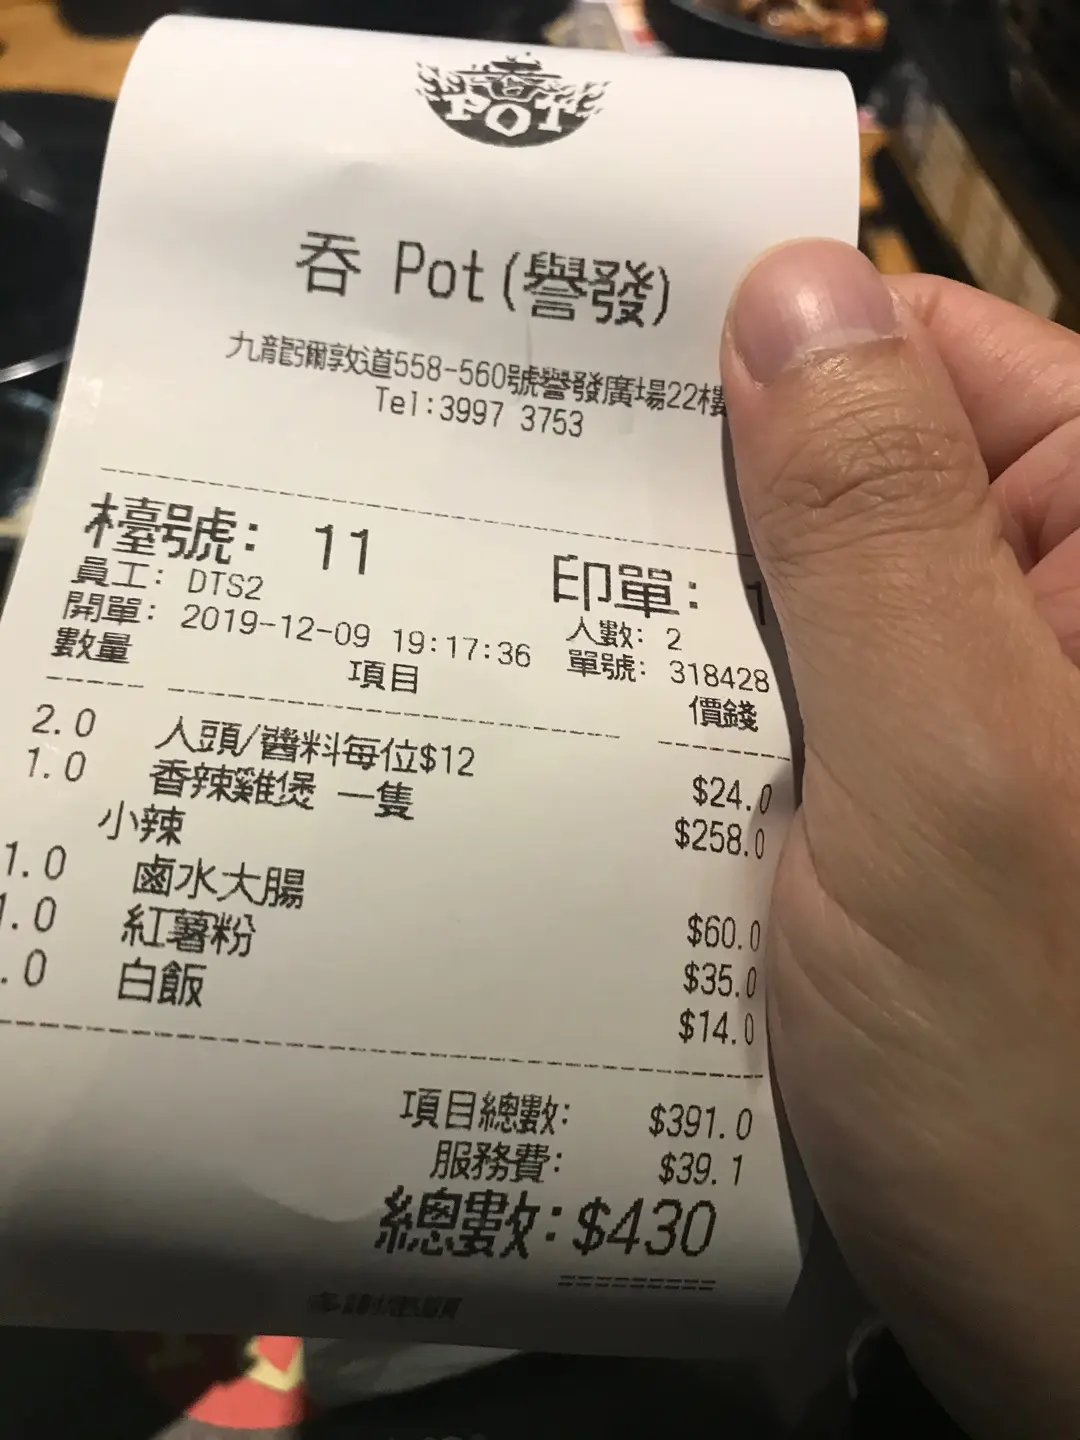 POT
吞 Pot(譽發)
九龍彌敦道558-560號譽發廣場22樓
Tel:3997 3753
檯號: 11 印單: 1
員工: DTS2 人數: 2
開單: 2019-12-09 19:17:36 單號: 318428
數量 項目 價錢
2.0 人頭/醬料每位$12 $24.0
1.0 香辣雞煲 一隻 $258.0
小辣
1.0 鹵水大腸 $60.0
1.0 紅薯粉 $35.0
.0 白飯 $14.0
項目總數: $391.0
服務費: $39.1
總數: $430